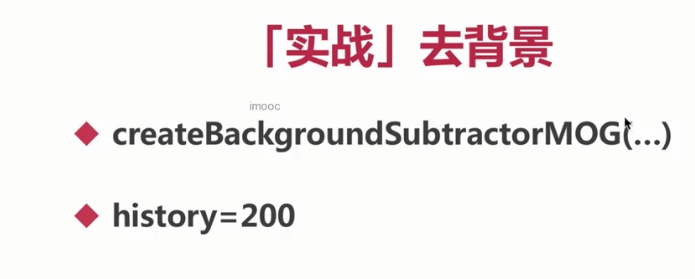 「实战」去背景
imooc
createBackgroundSubtractorMOG(...)
history=200